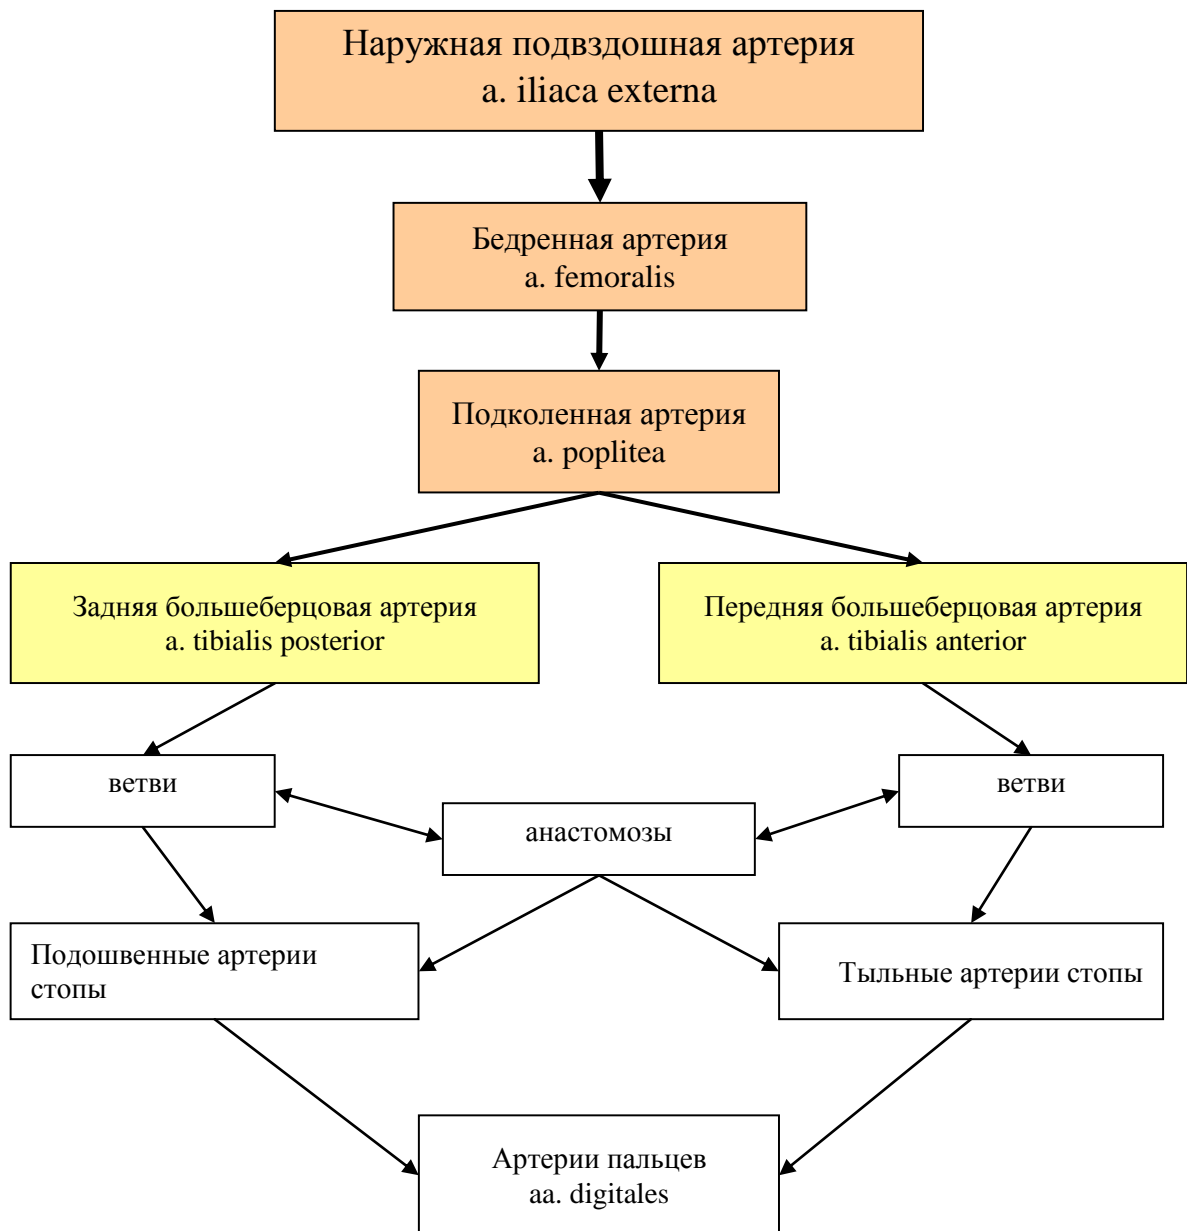 Наружная подвздошная артерия
a. iliaca externa
Бедренная артерия
a. femoralis
Подколенная артерия
a. poplitea
Задняя большеберцовая артерия
a. tibialis posterior
Передняя большеберцовая артерия
a. tibialis anterior
ветви
ветви
анастомозы
Подошвенные артерии
стопы
Тыльные артерии стопы
Артерии пальцев
aa. digitales